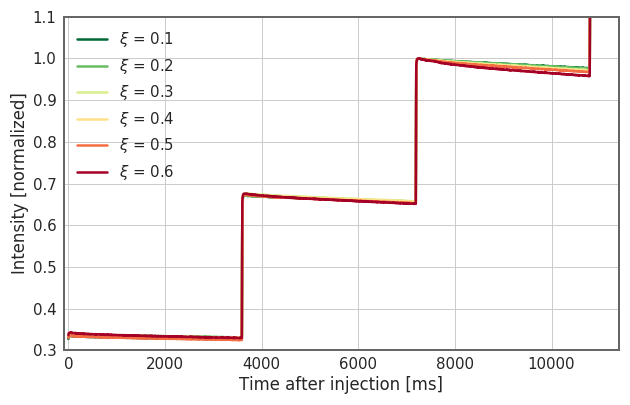 1.1
1.0
0.9
0.8
0.7
0.6
0.5
0.4
0.3
Intensity [normalized]
ξ = 0.1
ξ = 0.2
ξ = 0.3
ξ = 0.4
ξ = 0.5
ξ = 0.6
0 2000 4000 6000 8000 10000
Time after injection [ms]